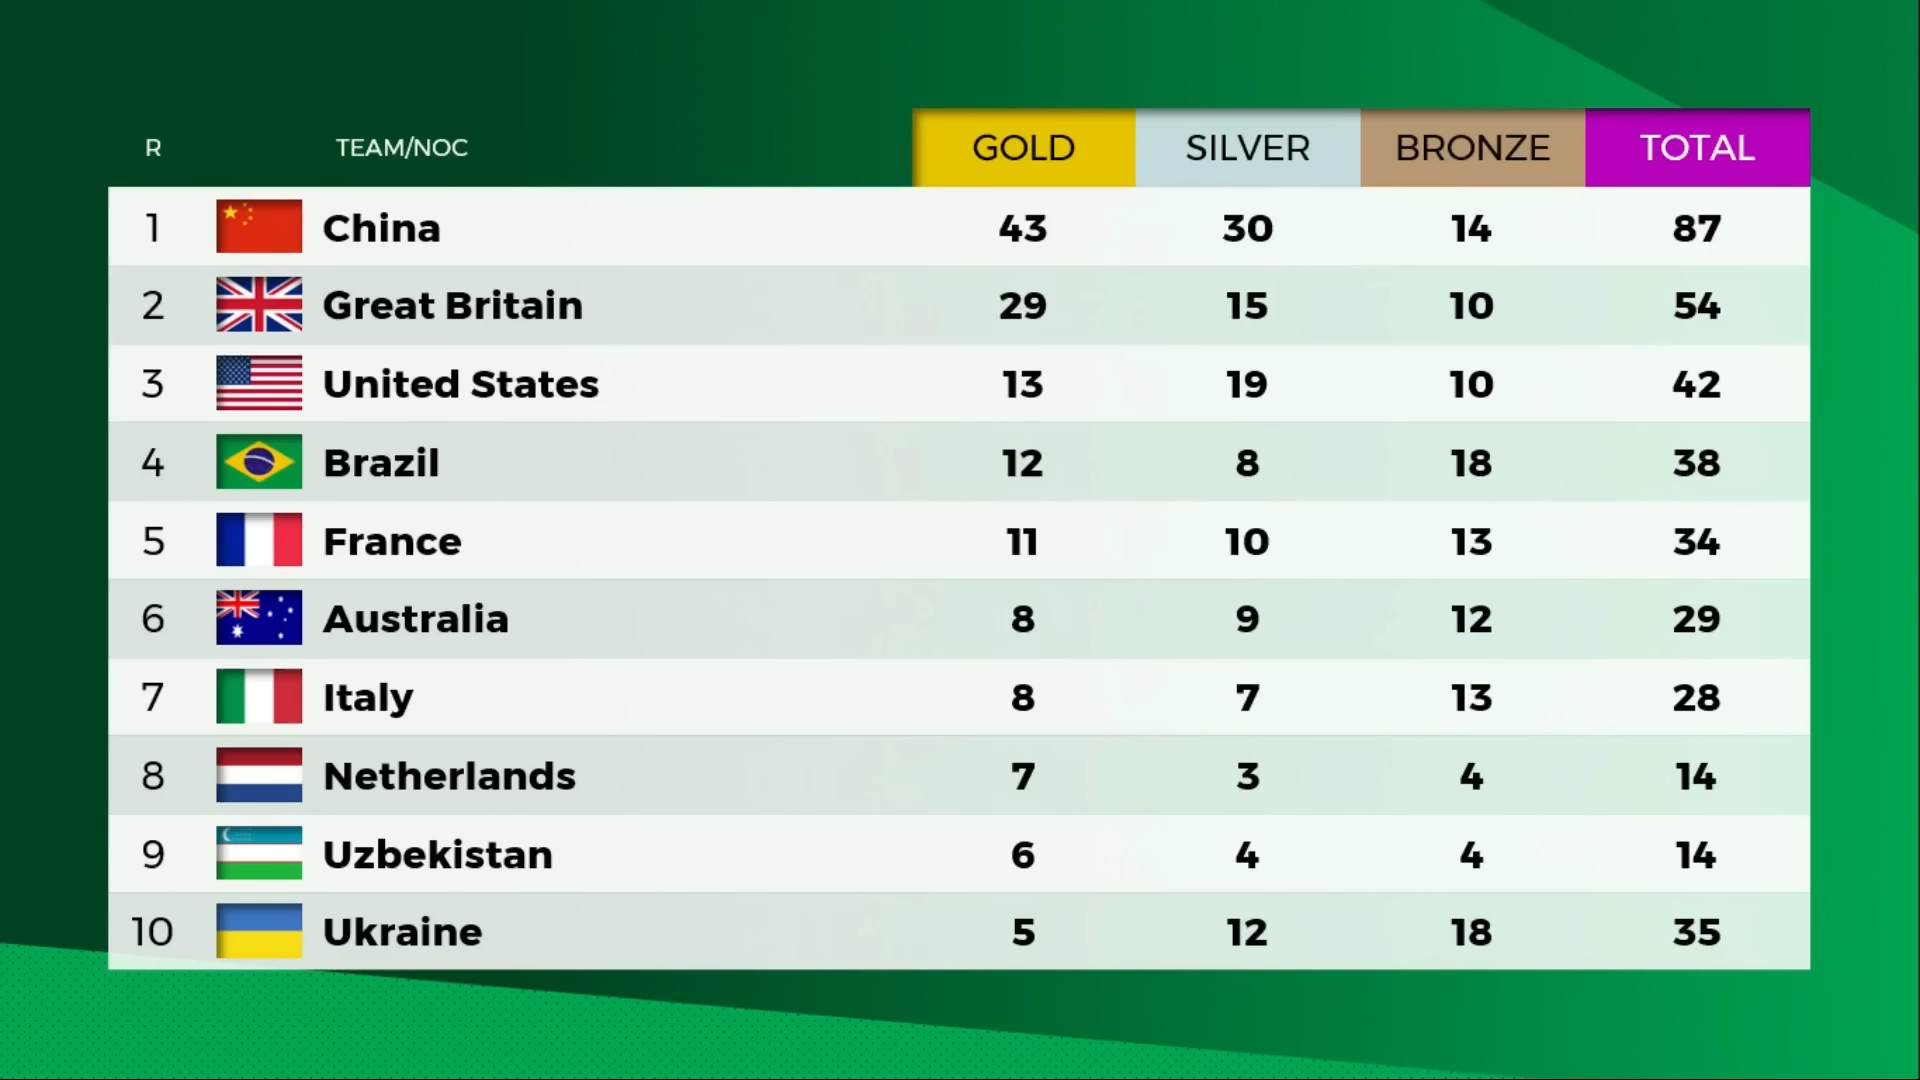 R TEAM/NOC GOLD SILVER BRONZE TOTAL
1 China 43 30 14 87
2 Great Britain 29 15 10 54
3 United States 13 19 10 42
4 Brazil 12 8 18 38
5 France 11 10 13 34
6 Australia 8 9 12 29
7 Italy 8 7 13 28
8 Netherlands 7 3 4 14
9 Uzbekistan 6 4 4 14
10 Ukraine 5 12 18 35